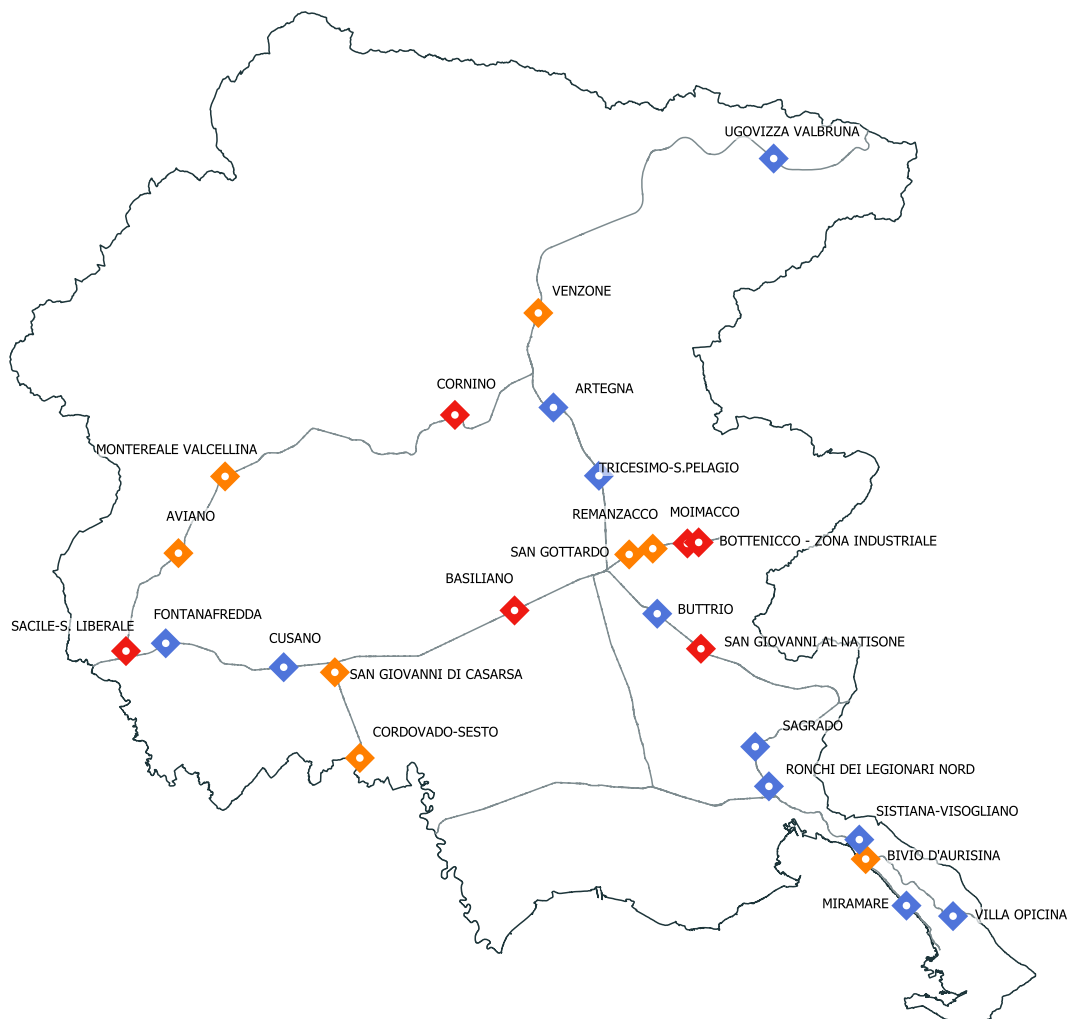 UGOVIZZA VALBRUNA
VENZONE
CORNINO
ARTEGNA
MONTEREALE VALCELLINA
TRICESIMO-S.PELAGIO
AVIANO
REMANZACCO
MOIMACCO
SAN GOTTARDO
BOTTENICCO - ZONA INDUSTRIALE
BASILIANO
SACILE-S. LIBERALE
FONTANAFREDDA
BUTTRIO
CUSANO
SAN GIOVANNI AL NATISONE
SAN GIOVANNI DI CASARSA
CORDOVADO-SESTO
SAGRADO
RONCHI DEI LEGIONARI NORD
SISTIANA-VISOGLIANO
BIVIO D'AURISINA
MIRAMARE
VILLA OPICINA